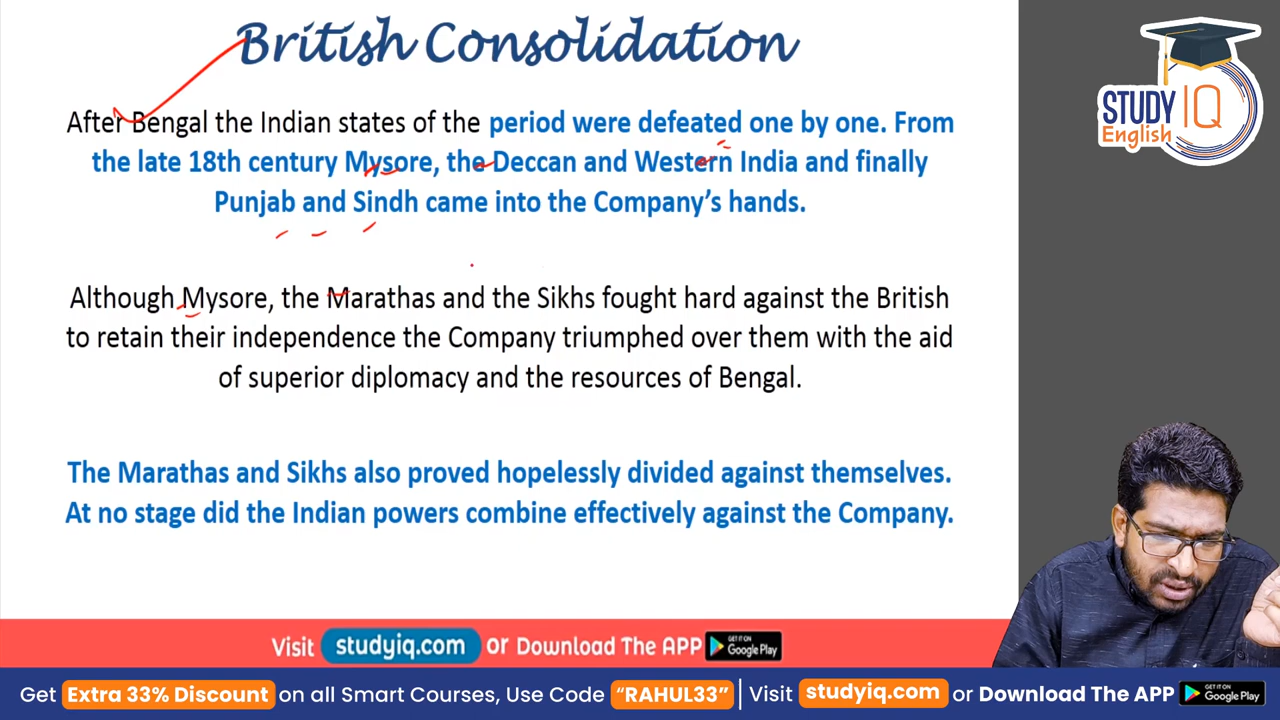 British Consolidation
After Bengal the Indian states of the period were defeated one by one. From
the late 18th century Mysore, the Deccan and Western India and finally
Punjab and Sindh came into the Company's hands.
Although Mysore, the Marathas and the Sikhs fought hard against the British
to retain their independence the Company triumphed over them with the aid
of superior diplomacy and the resources of Bengal.
The Marathas and Sikhs also proved hopelessly divided against themselves.
At no stage did the Indian powers combine effectively against the Company.
STUDY IQ
English
Visit studyiq.com or Download The APP GET IT ON Google Play
Get Extra 33% Discount on all Smart Courses, Use Code “RAHUL33” | Visit studyiq.com or Download The APP GET IT ON Google Play